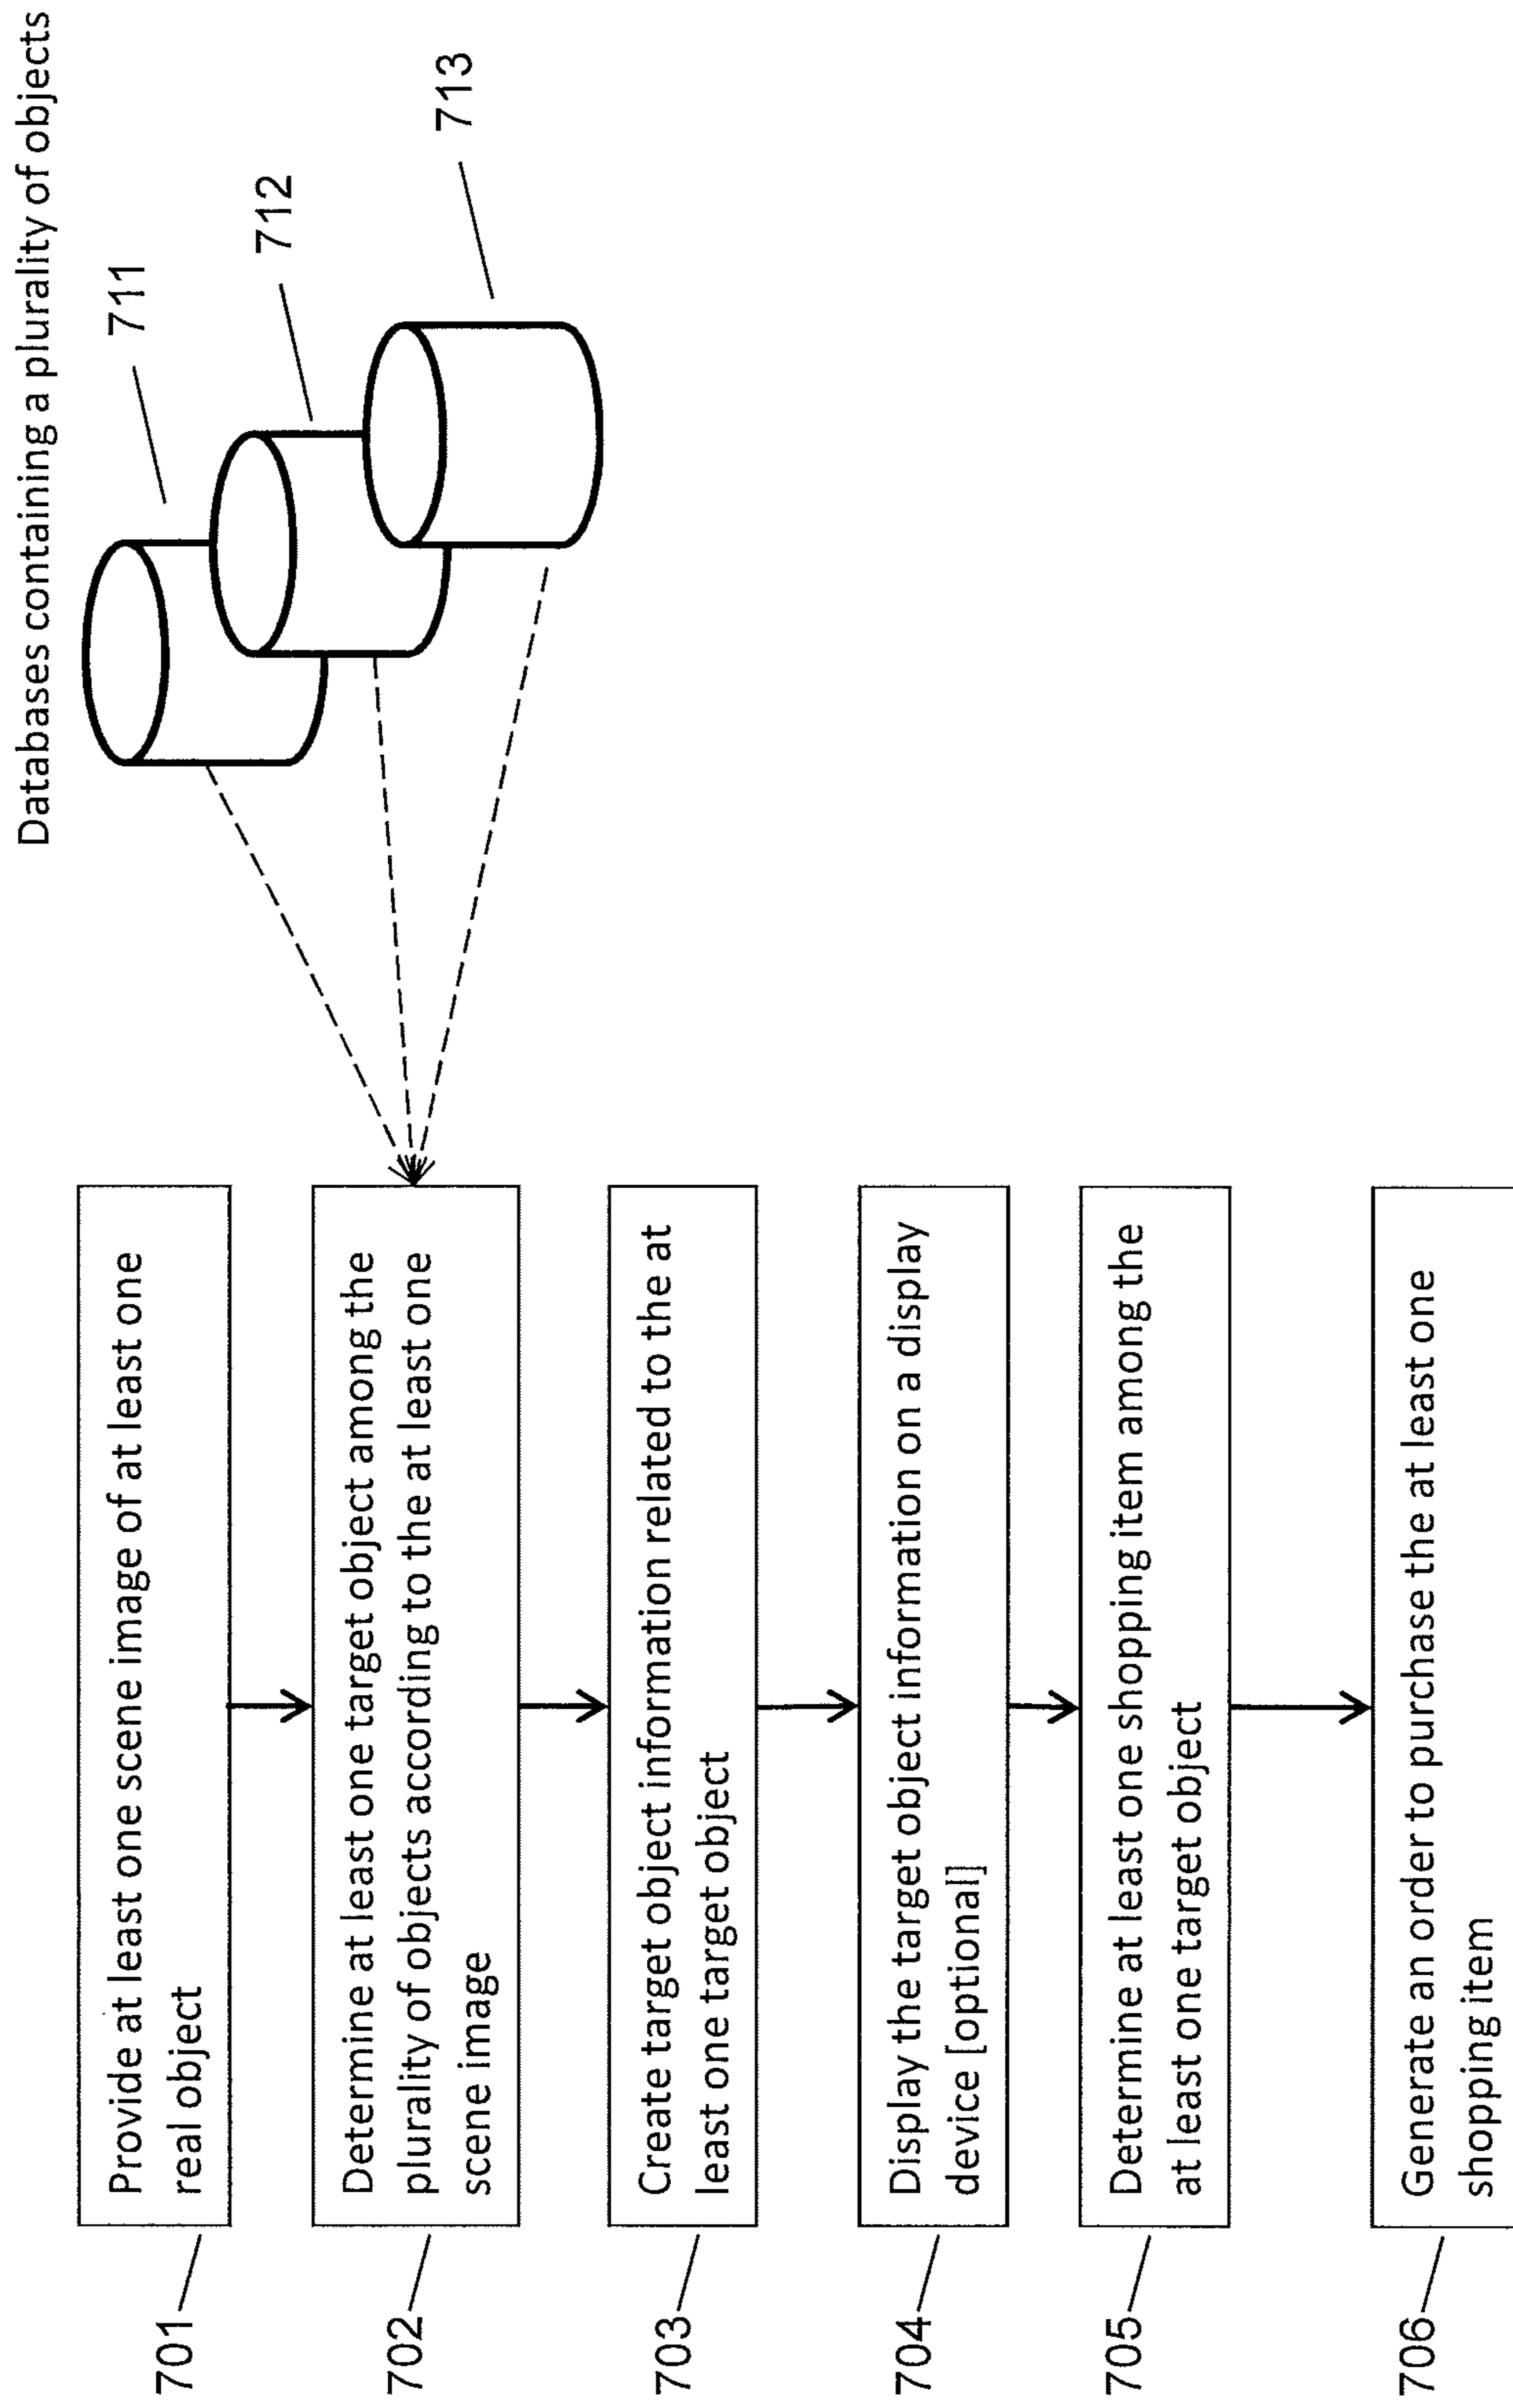 Databases containing a plurality of objects
711
712
713
701
Provide at least one scene image of at least one
real object
702
Determine at least one target object among the
plurality of objects according to the at least one
scene image
703
Create target object information related to the at
least one target object
704
Display the target object information on a display
device [optional]
705
Determine at least one shopping item among the
at least one target object
706
Generate an order to purchase the at least one
shopping item